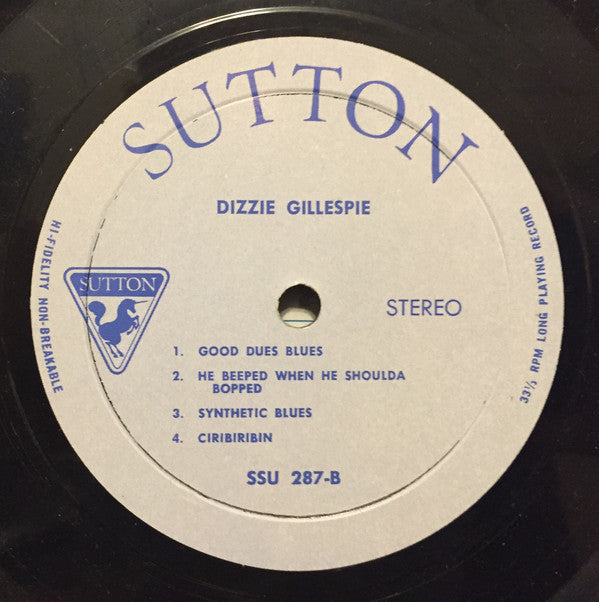 SUTTON
DIZZIE GILLESPIE
HI-FIDELITY NON-BREAKABLE
SUTTON
STEREO
33⅓ RPM LONG PLAYING RECORD
1. GOOD DUES BLUES
2. HE BEEPED WHEN HE SHOULDA
BOPPED
3. SYNTHETIC BLUES
4. CIRIBIRIBIN
SSU 287-B